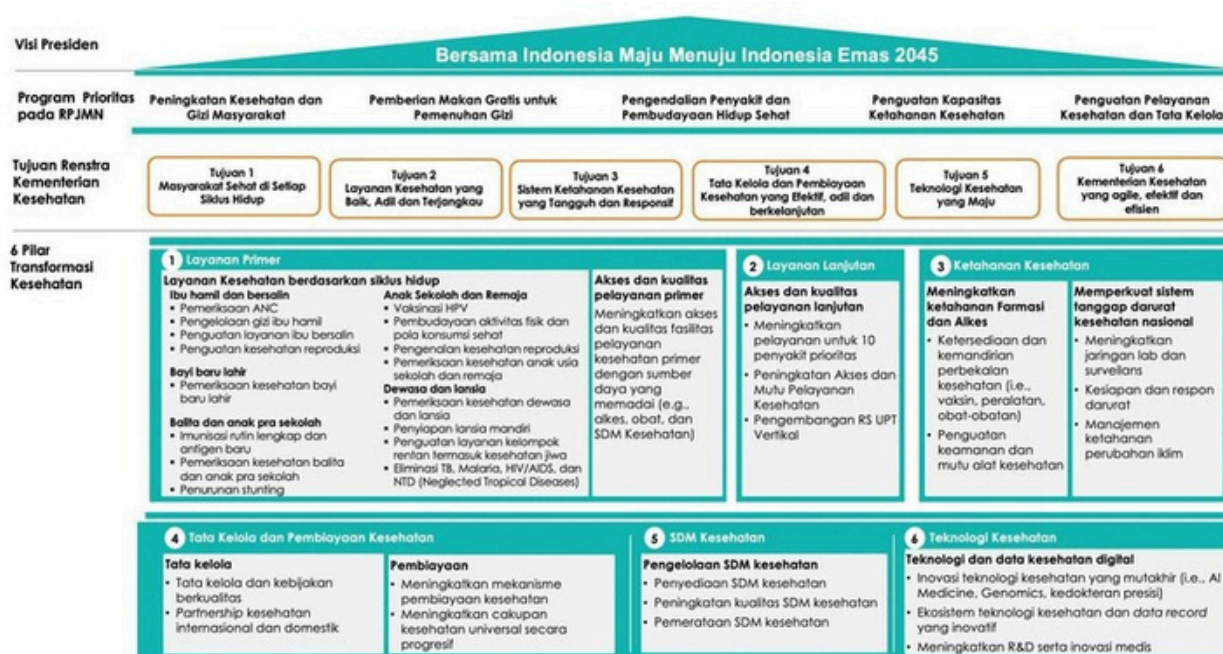 Visi Presiden
Bersama Indonesia Maju Menuju Indonesia Emas 2045
Program Prioritas
pada RPJMN
Peningkatan Kesehatan dan
Gizi Masyarakat
Pemberian Makan Gratis untuk
Pemenuhan Gizi
Pengendalian Penyakit dan
Pembudayaan Hidup Sehat
Penguatan Kapasitas
Ketahanan Kesehatan
Penguatan Pelayanan
Kesehatan dan Tata Kelola
Tujuan Renstra
Kementerian
Kesehatan
Tujuan 1
Masyarakat Sehat di Setiap
Siklus Hidup
Tujuan 2
Layanan Kesehatan yang
Baik, Adil dan Terjangkau
Tujuan 3
Sistem Ketahanan Kesehatan
yang Tangguh dan Responsif
Tujuan 4
Tata Kelola dan Pembiayaan
Kesehatan yang Efektif, adil dan
berkelanjutan
Tujuan 5
Teknologi Kesehatan
yang Maju
Tujuan 6
Kementerian Kesehatan
yang agile, efektif dan
efisien
6 Pilar
Transformasi
Kesehatan
1 Layanan Primer
Layanan Kesehatan berdasarkan siklus hidup
Ibu hamil dan bersalin
▪ Pemeriksaan ANC
▪ Pengelolaan gizi ibu hamil
▪ Penguatan layanan ibu bersalin
▪ Penguatan kesehatan reproduksi
Bayi baru lahir
▪ Pemeriksaan kesehatan bayi
baru lahir
Balita dan anak pra sekolah
▪ Imunisasi rutin lengkap dan
antigen baru
▪ Pemeriksaan kesehatan balita
dan anak pra sekolah
▪ Penurunan stunting
Anak Sekolah dan Remaja
▪ Vaksinasi HPV
▪ Pembudayaan aktivitas fisik dan
pola konsumsi sehat
▪ Pengenalan kesehatan reproduksi
▪ Pemeriksaan kesehatan anak usia
sekolah dan remaja
Dewasa dan lansia
▪ Pemeriksaan kesehatan dewasa
dan lansia
▪ Penyiapan lansia mandiri
▪ Penguatan layanan kelompok
rentan termasuk kesehatan jiwa
▪ Eliminasi TB, Malaria, HIV/AIDS, dan
NTD (Neglected Tropical Diseases)
Akses dan kualitas
pelayanan primer
Meningkatkan akses
dan kualitas fasilitas
pelayanan
kesehatan primer
dengan sumber
daya yang
memadai (e.g.,
alkes, obat, dan
SDM Kesehatan)
2 Layanan Lanjutan
Akses dan kualitas
pelayanan lanjutan
• Meningkatkan
pelayanan untuk 10
penyakit prioritas
• Peningkatan Akses dan
Mutu Pelayanan
Kesehatan
• Pengembangan RS UPT
Vertikal
3 Ketahanan Kesehatan
Meningkatkan
ketahanan Farmasi
dan Alkes
• Ketersediaan dan
kemandirian
perbekalan
kesehatan (i.e.,
vaksin, peralatan,
obat-obatan)
• Penguatan
keamanan dan
mutu alat kesehatan
Memperkuat sistem
tanggap darurat
kesehatan nasional
• Meningkatkan
jaringan lab dan
surveilans
• Kesiapan dan respon
darurat
• Manajemen
ketahanan
perubahan iklim
4 Tata Kelola dan Pembiayaan Kesehatan
Tata kelola
• Tata kelola dan kebijakan
berkualitas
• Partnership kesehatan
internasional dan domestik
Pembiayaan
• Meningkatkan mekanisme
pembiayaan kesehatan
• Meningkatkan cakupan
kesehatan universal secara
progresif
5 SDM Kesehatan
Pengelolaan SDM kesehatan
• Penyediaan SDM kesehatan
• Peningkatan kualitas SDM kesehatan
• Pemerataan SDM kesehatan
6 Teknologi Kesehatan
Teknologi dan data kesehatan digital
• Inovasi teknologi kesehatan yang mutakhir (i.e., AI
Medicine, Genomics, kedokteran presisi)
• Ekosistem teknologi kesehatan dan data record
yang inovatif
• Meningkatkan R&D serta inovasi medis